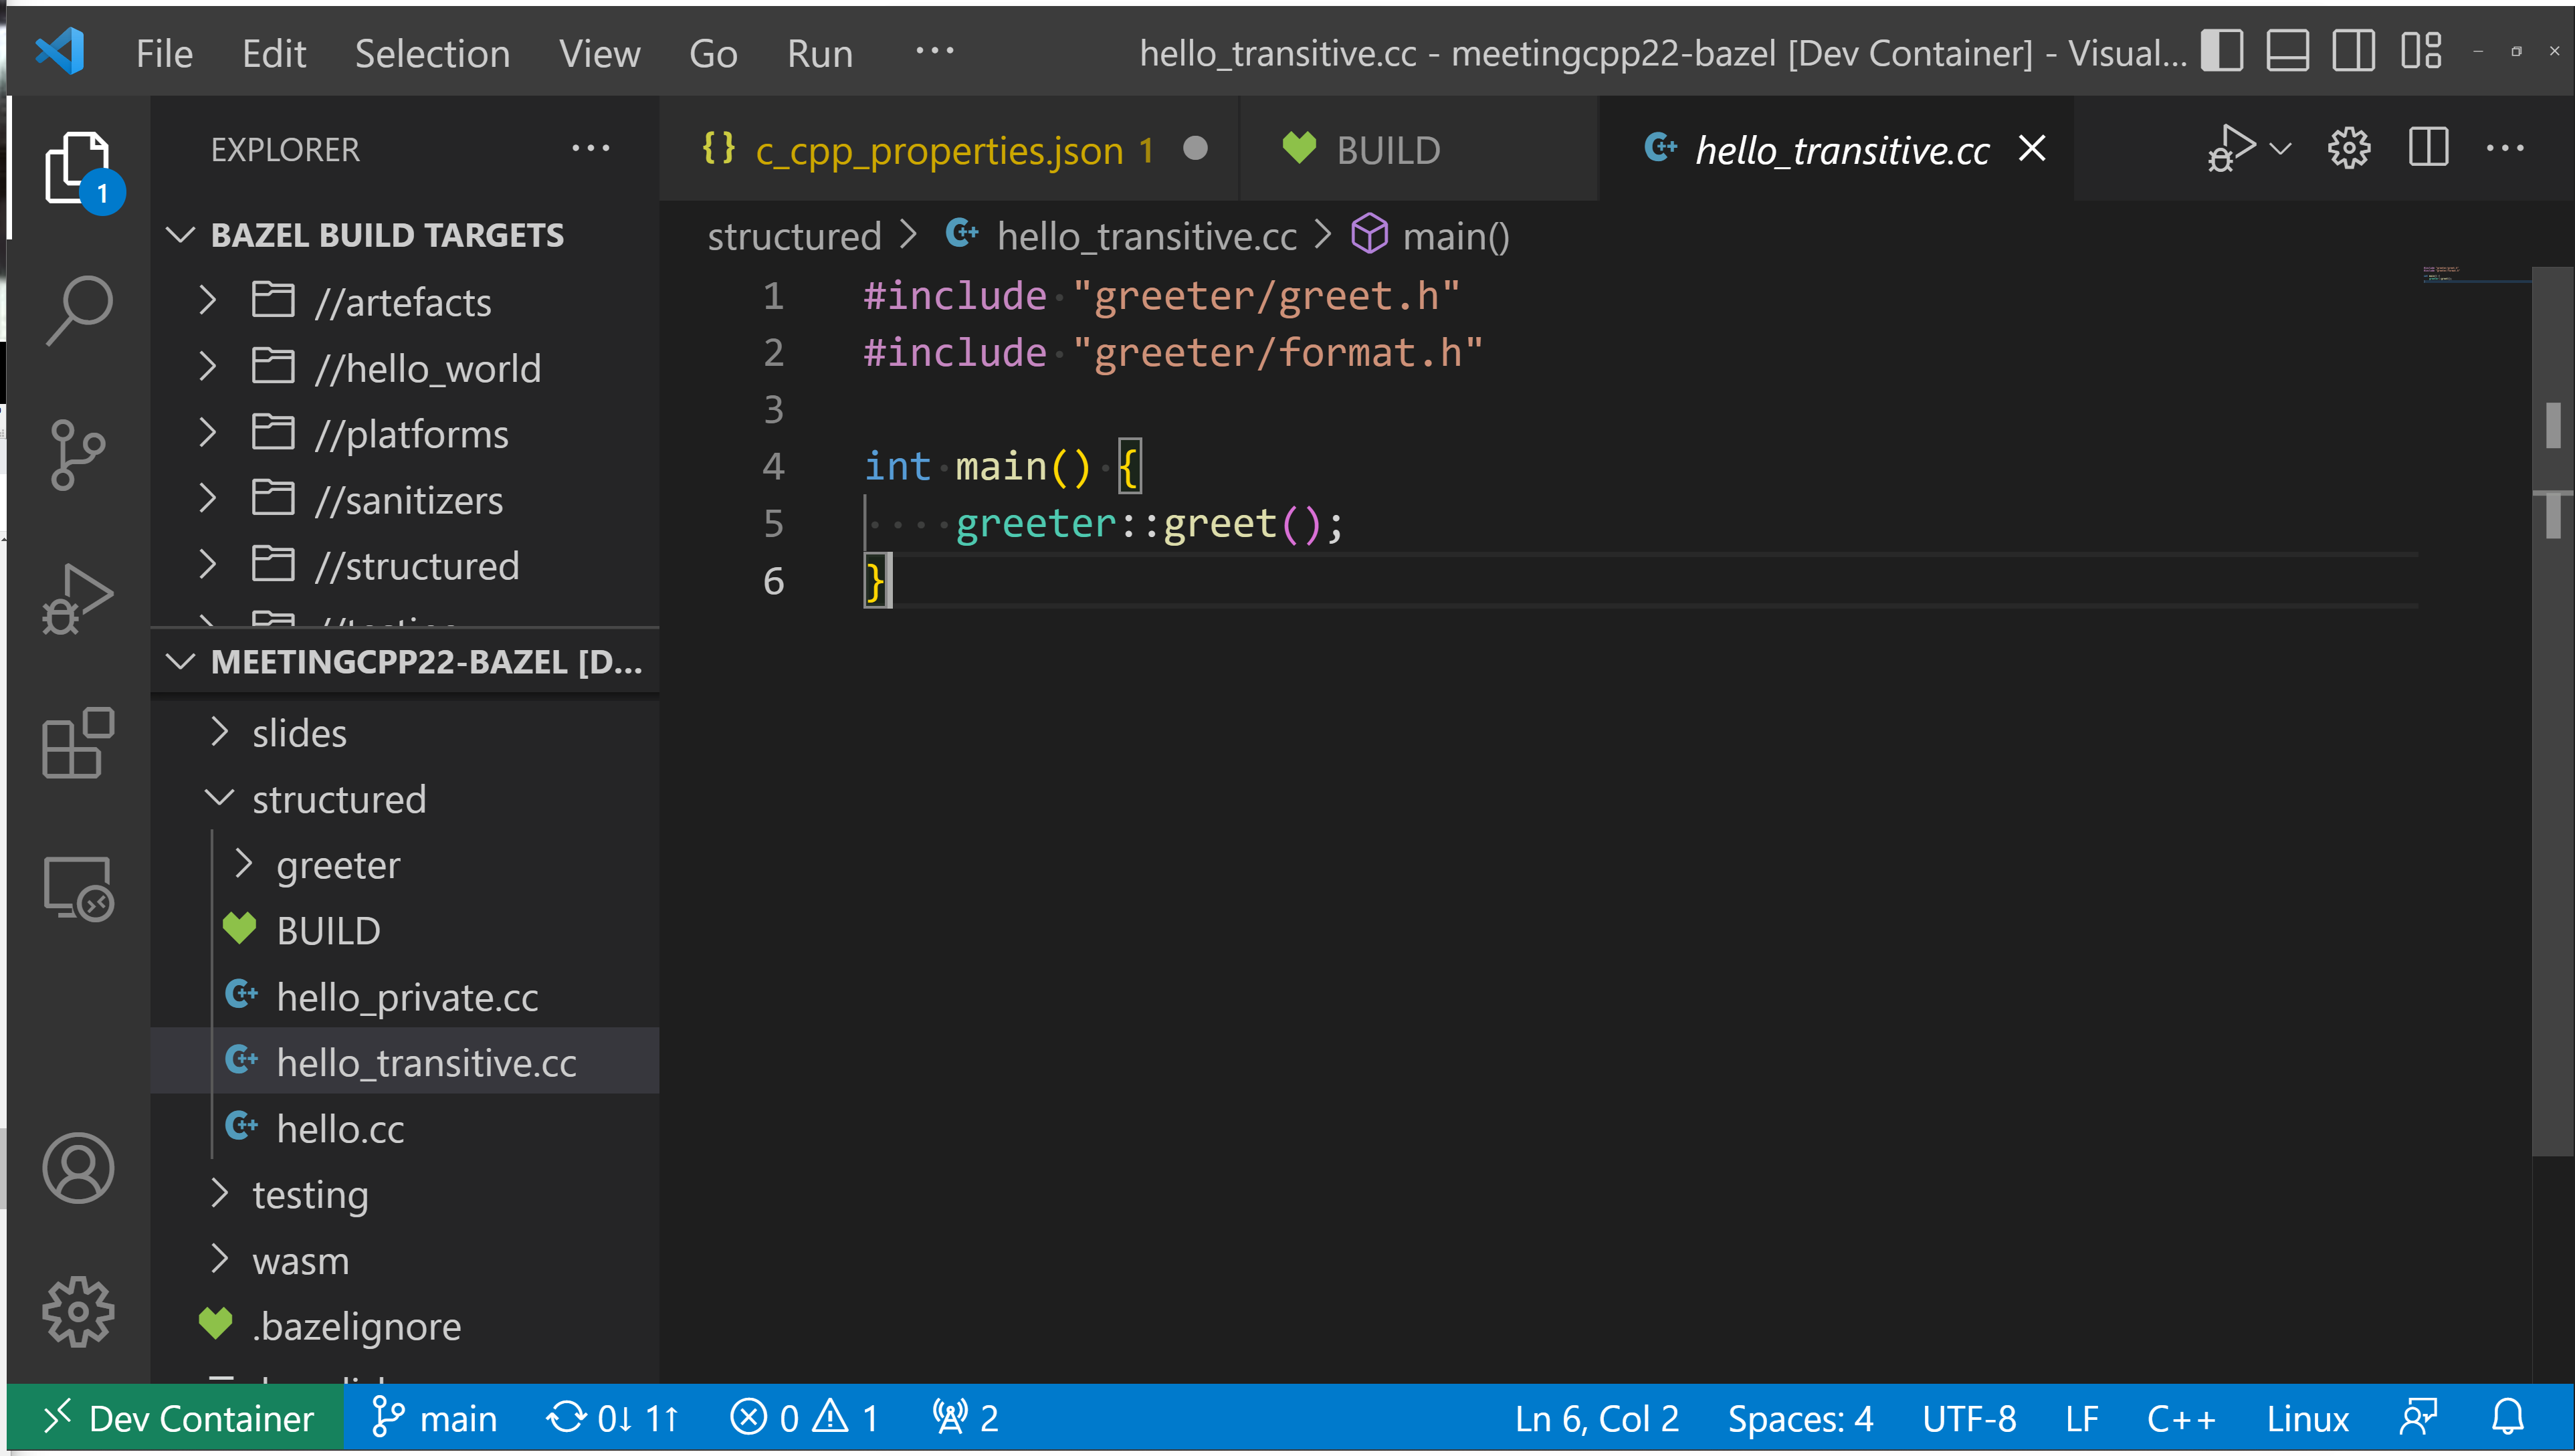 File Edit Selection View Go Run ··· hello_transitive.cc - meetingcpp22-bazel [Dev Container] - Visual...
EXPLORER ···
{} c_cpp_properties.json 1 BUILD hello_transitive.cc
1
BAZEL BUILD TARGETS
//artefacts
//hello_world
//platforms
//sanitizers
//structured
MEETINGCPP22-BAZEL [D...
slides
structured
greeter
BUILD
hello_private.cc
hello_transitive.cc
hello.cc
testing
wasm
.bazelignore
structured > hello_transitive.cc > main()
1 #include "greeter/greet.h"
2 #include "greeter/format.h"
3
4 int main() {
5 greeter::greet();
6 }
Dev Container main 0↓ 1↑ 0 1 2 Ln 6, Col 2 Spaces: 4 UTF-8 LF C++ Linux